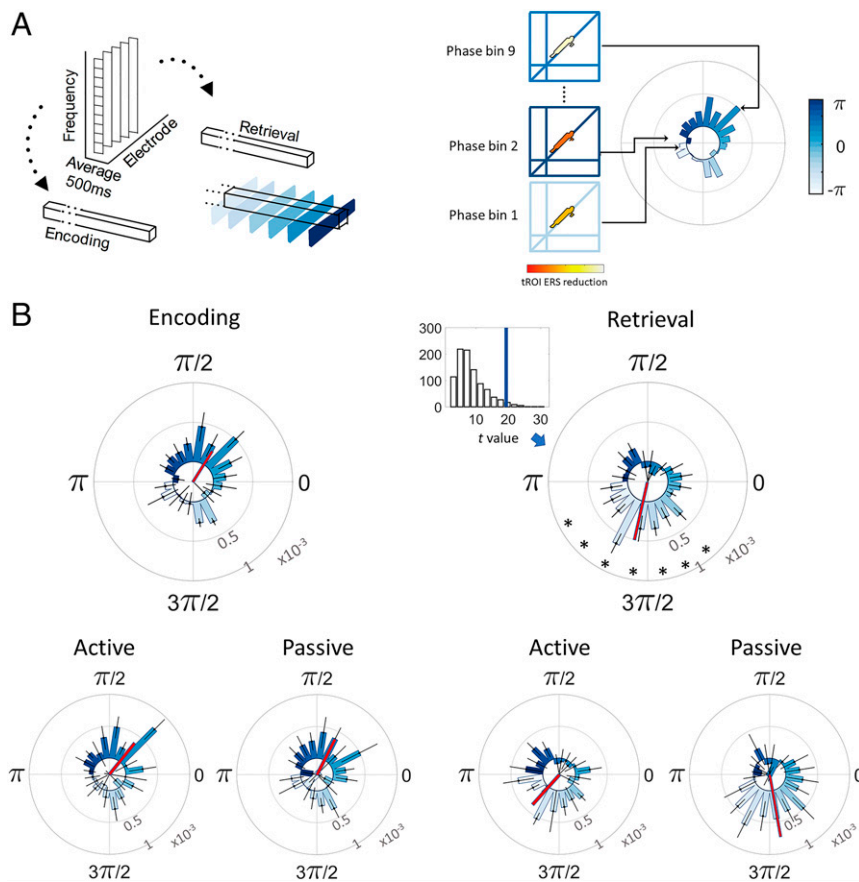 A
Frequency
Electrode
Average
500ms
Encoding
Retrieval
Phase bin 9
Phase bin 2
Phase bin 1
tROI ERS reduction
π
0
-π
B
Encoding
π/2
π
0
3π/2
0.5
1
x10-3
300
200
100
0
10
20
30
t value
Retrieval
π/2
π
0
3π/2
0.5
1
x10-3
* * * * * * *
Active
π/2
π
0
3π/2
0.5
1
x10-3
Passive
π/2
0
3π/2
0.5
1
x10-3
Active
π/2
π
0
3π/2
0.5
1
x10-3
Passive
π/2
0
3π/2
0.5
1
x10-3